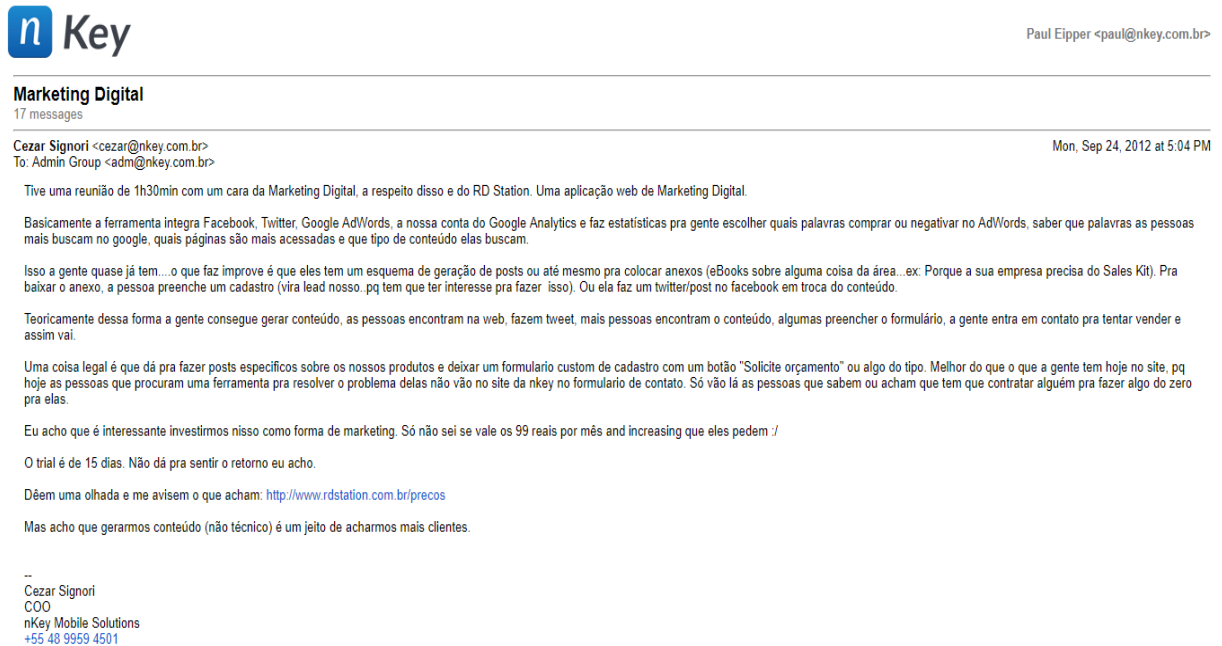 n Key
Paul Eipper <paul@nkey.com.br>
Marketing Digital
17 messages
Cezar Signori <cezar@nkey.com.br>
Mon, Sep 24, 2012 at 5:04 PM
To: Admin Group <adm@nkey.com.br>
Tive uma reunião de 1h30min com um cara da Marketing Digital, a respeito disso e do RD Station. Uma aplicação web de Marketing Digital.
Basicamente a ferramenta integra Facebook, Twitter, Google AdWords, a nossa conta do Google Analytics e faz estatísticas pra gente escolher quais palavras comprar ou negativar no AdWords, saber que palavras as pessoas
mais buscam no google, quais páginas são mais acessadas e que tipo de conteúdo elas buscam.
Isso a gente quase já tem....o que faz improve é que eles tem um esquema de geração de posts ou até mesmo pra colocar anexos (eBooks sobre alguma coisa da área...ex: Porque a sua empresa precisa do Sales Kit). Pra
baixar o anexo, a pessoa preenche um cadastro (vira lead nosso..pq tem que ter interesse pra fazer isso). Ou ela faz um twitter/post no facebook em troca do conteúdo.
Teoricamente dessa forma a gente consegue gerar conteúdo, as pessoas encontram na web, fazem tweet, mais pessoas encontram o conteúdo, algumas preencher o formulário, a gente entra em contato pra tentar vender e
assim vai.
Uma coisa legal é que dá pra fazer posts especificos sobre os nossos produtos e deixar um formulario custom de cadastro com um botão "Solicite orçamento" ou algo do tipo. Melhor do que o que a gente tem hoje no site, pq
hoje as pessoas que procuram uma ferramenta pra resolver o problema delas não vão no site da nkey no formulario de contato. Só vão lá as pessoas que sabem ou acham que tem que contratar alguém pra fazer algo do zero
pra elas.
Eu acho que é interessante investirmos nisso como forma de marketing. Só não sei se vale os 99 reais por mês and increasing que eles pedem :/
O trial é de 15 dias. Não dá pra sentir o retorno eu acho.
Dêem uma olhada e me avisem o que acham: http://www.rdstation.com.br/precos
Mas acho que gerarmos conteúdo (não técnico) é um jeito de acharmos mais clientes.
--
Cezar Signori
COO
nKey Mobile Solutions
+55 48 9959 4501